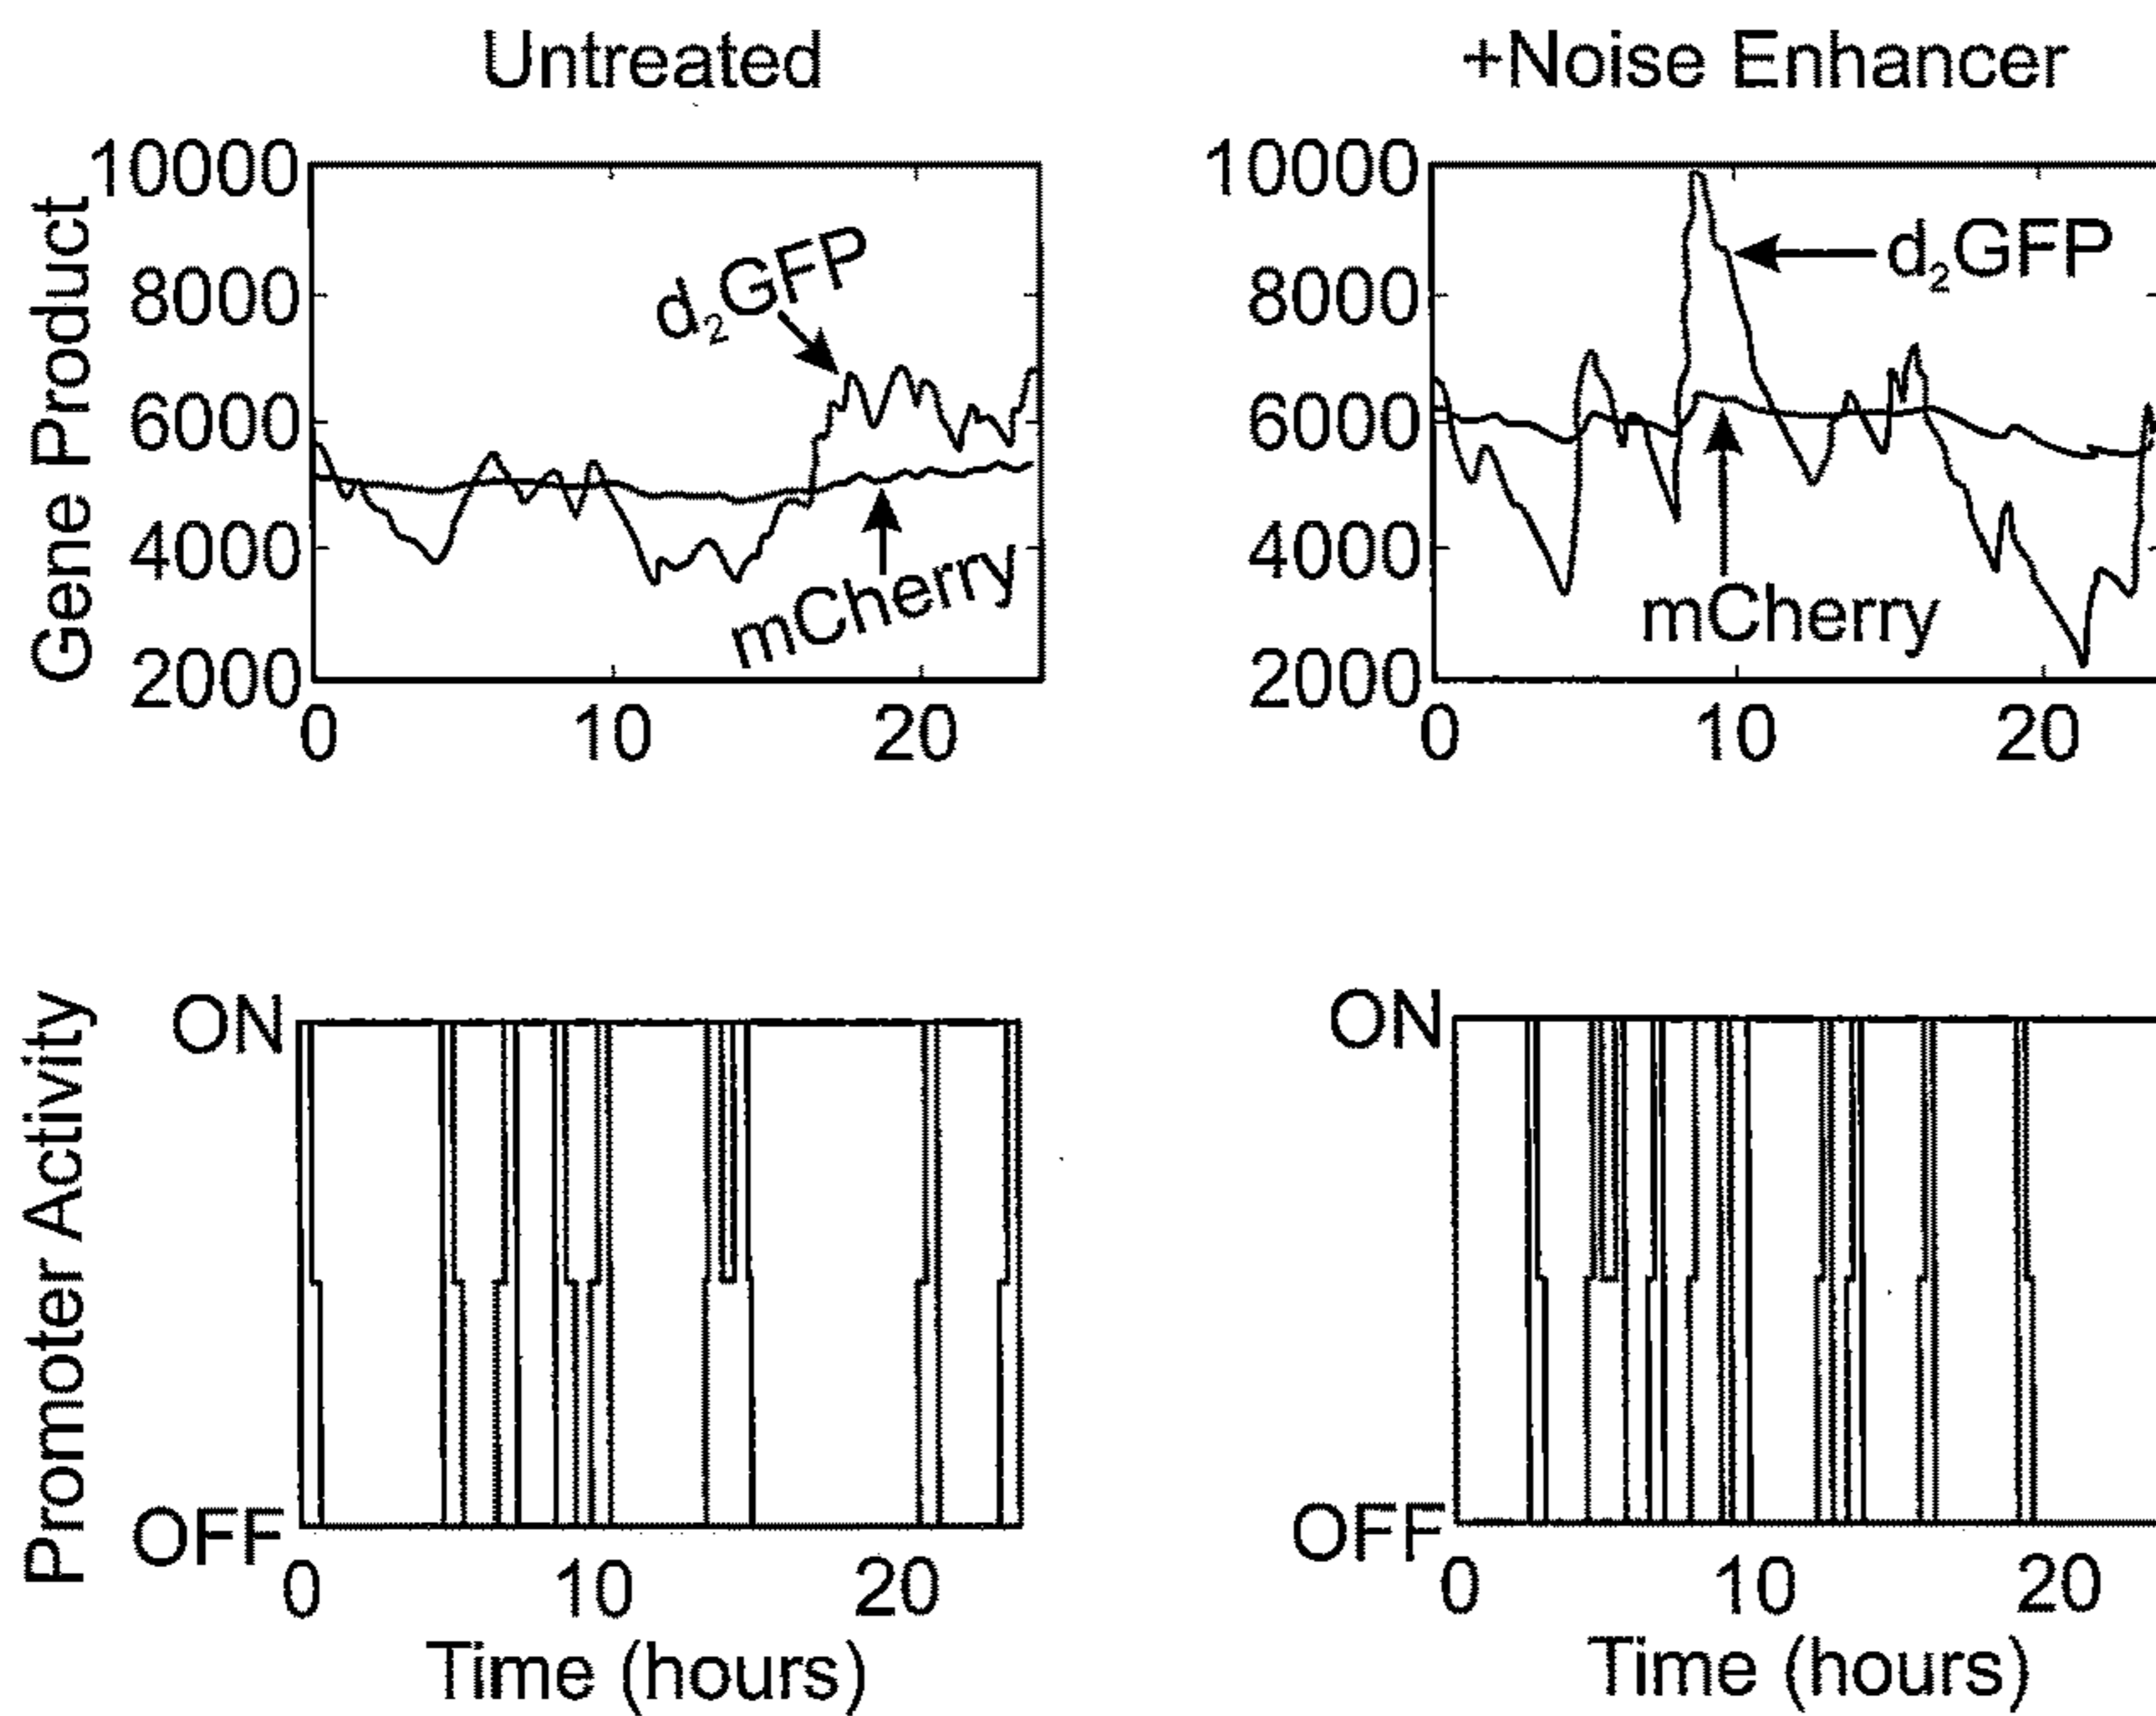 Untreated
+Noise Enhancer
Gene Product
10000
8000
6000
4000
2000
0
10
20
d₂GFP
mCherry
10000
8000
6000
4000
2000
0
10
20
d₂GFP
mCherry
Promoter Activity
ON
OFF
0
10
20
Time (hours)
ON
OFF
0
10
20
Time (hours)